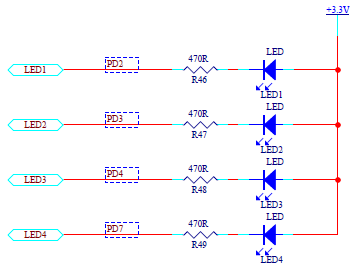 +3.3V
LED1 PD2 470R R46 LED LED1
LED2 PD3 470R R47 LED LED2
LED3 PD4 470R R48 LED LED3
LED4 PD7 470R R49 LED LED4